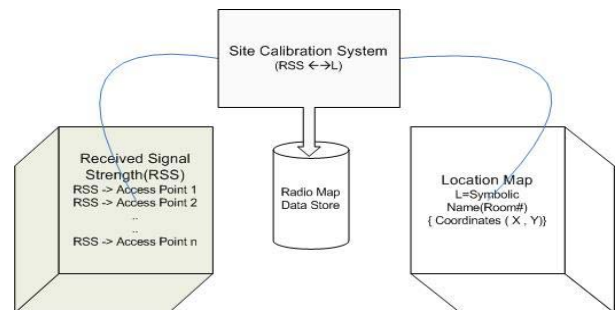 Site Calibration System
(RSS ←→L)
Received Signal
Strength(RSS)
RSS -> Access Point 1
RSS -> Access Point 2
..
..
RSS -> Access Point n
Radio Map
Data Store
Location Map
L=Symbolic
Name(Room#)
{ Coordinates ( X , Y)}